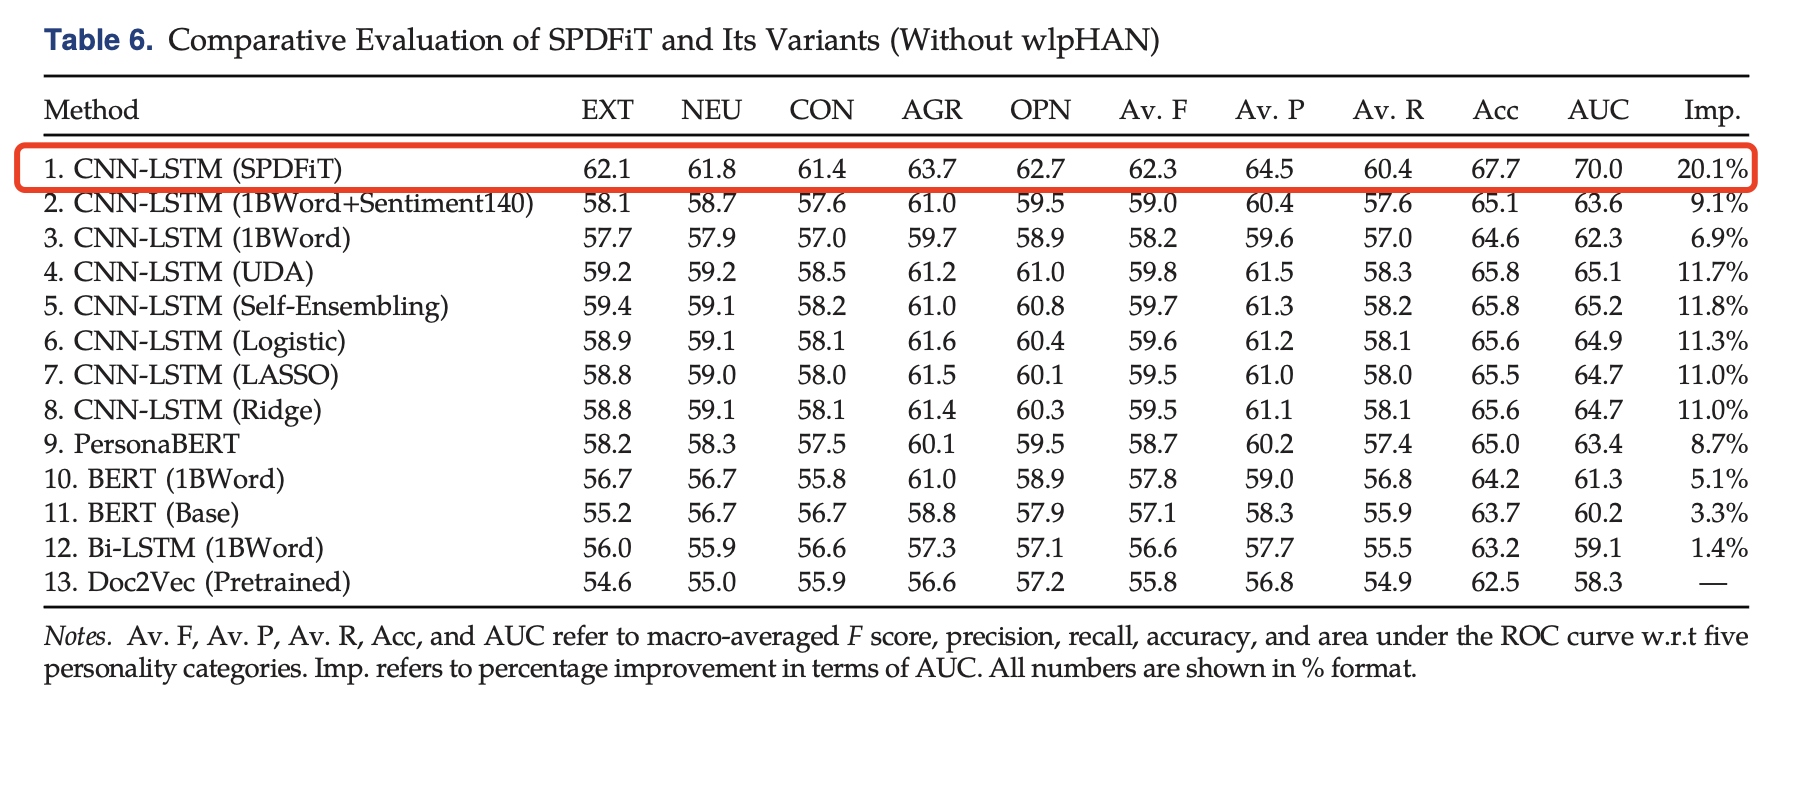 Table 6. Comparative Evaluation of SPDFiT and Its Variants (Without wlpHAN)
Method EXT NEU CON AGR OPN Av. F Av. P Av. R Acc AUC Imp.
1. CNN-LSTM (SPDFiT) 62.1 61.8 61.4 63.7 62.7 62.3 64.5 60.4 67.7 70.0 20.1%
2. CNN-LSTM (1BWord+Sentiment140) 58.1 58.7 57.6 61.0 59.5 59.0 60.4 57.6 65.1 63.6 9.1%
3. CNN-LSTM (1BWord) 57.7 57.9 57.0 59.7 58.9 58.2 59.6 57.0 64.6 62.3 6.9%
4. CNN-LSTM (UDA) 59.2 59.2 58.5 61.2 61.0 59.8 61.5 58.3 65.8 65.1 11.7%
5. CNN-LSTM (Self-Ensembling) 59.4 59.1 58.2 61.0 60.8 59.7 61.3 58.2 65.8 65.2 11.8%
6. CNN-LSTM (Logistic) 58.9 59.1 58.1 61.6 60.4 59.6 61.2 58.1 65.6 64.9 11.3%
7. CNN-LSTM (LASSO) 58.8 59.0 58.0 61.5 60.1 59.5 61.0 58.0 65.5 64.7 11.0%
8. CNN-LSTM (Ridge) 58.8 59.1 58.1 61.4 60.3 59.5 61.1 58.1 65.6 64.7 11.0%
9. PersonaBERT 58.2 58.3 57.5 60.1 59.5 58.7 60.2 57.4 65.0 63.4 8.7%
10. BERT (1BWord) 56.7 56.7 55.8 61.0 58.9 57.8 59.0 56.8 64.2 61.3 5.1%
11. BERT (Base) 55.2 56.7 56.7 58.8 57.9 57.1 58.3 55.9 63.7 60.2 3.3%
12. Bi-LSTM (1BWord) 56.0 55.9 56.6 57.3 57.1 56.6 57.7 55.5 63.2 59.1 1.4%
13. Doc2Vec (Pretrained) 54.6 55.0 55.9 56.6 57.2 55.8 56.8 54.9 62.5 58.3 —
Notes. Av. F, Av. P, Av. R, Acc, and AUC refer to macro-averaged F score, precision, recall, accuracy, and area under the ROC curve w.r.t five
personality categories. Imp. refers to percentage improvement in terms of AUC. All numbers are shown in % format.